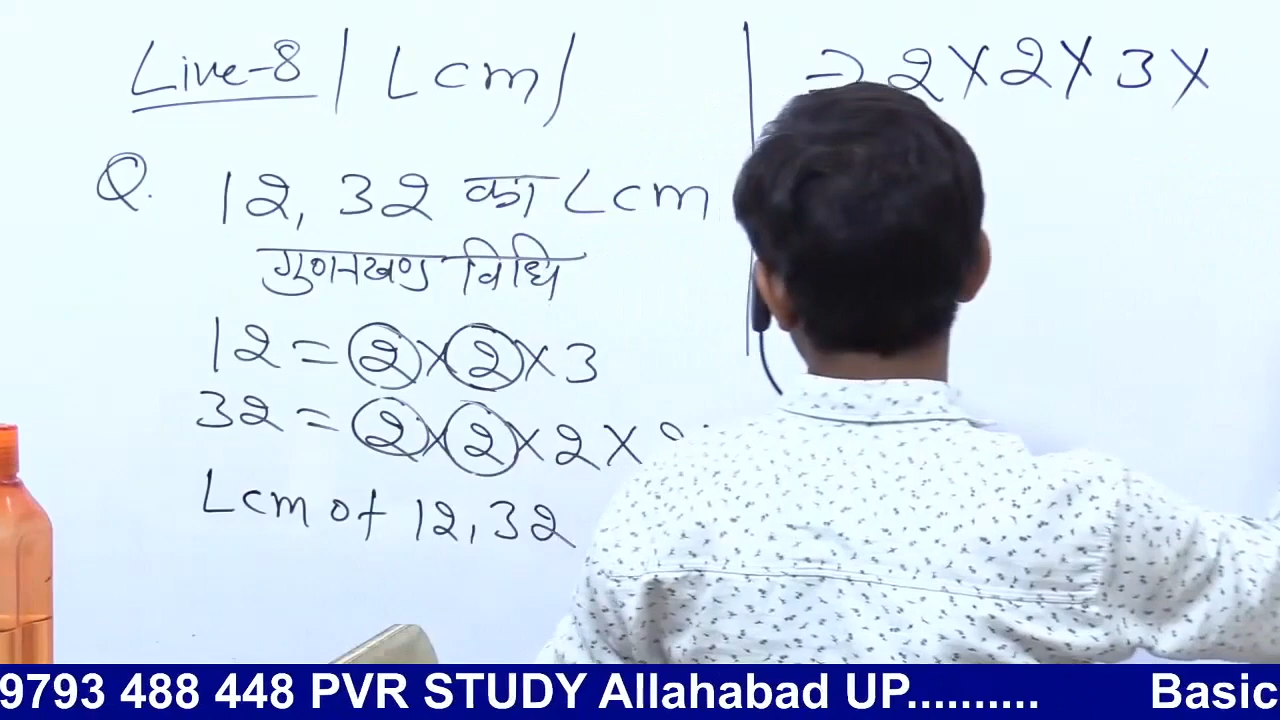 Live-8 | Lcm /
Q. 12, 32 का Lcm
गुणनखण्ड विधि
12 = 2 × 2 × 3
32 = 2 × 2 × 2 ×
Lcm of 12, 32
⇒ 2 × 2 × 3 ×
9793 488 448 PVR STUDY Allahabad UP.......... Basic